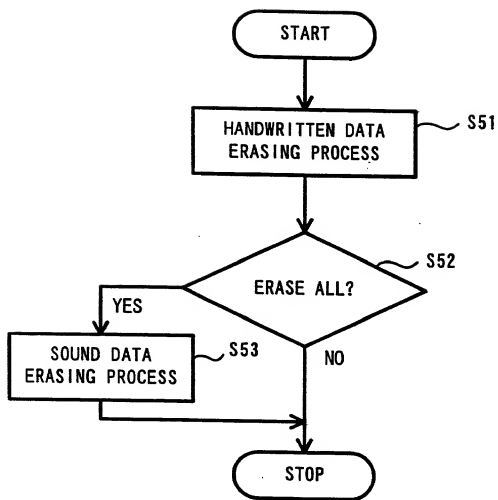 START
HANDWRITTEN DATA
ERASING PROCESS
S51
ERASE ALL?
S52
YES
SOUND DATA
ERASING PROCESS
S53
NO
STOP